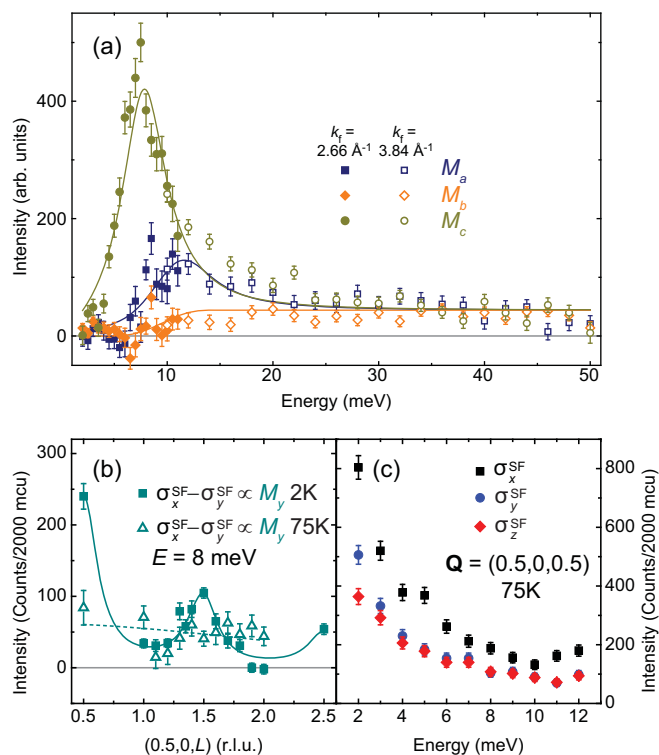 (a)
400
200
0
Intensity (arb. units)
k_f = 2.66 Å⁻¹
k_f = 3.84 Å⁻¹
M_a
M_b
M_c
0 10 20 30 40 50
Energy (meV)
(b)
300
200
100
0
Intensity (Counts/2000 mcu)
σ_x^SF–σ_y^SF ∝ M_y 2K
σ_x^SF–σ_y^SF ∝ M_y 75K
E = 8 meV
0.5 1.0 1.5 2.0 2.5
(0.5,0,L) (r.l.u.)
(c)
σ_x^SF
σ_y^SF
σ_z^SF
Q = (0.5,0,0.5)
75K
800
600
400
200
0
Intensity (Counts/2000 mcu)
2 4 6 8 10 12
Energy (meV)